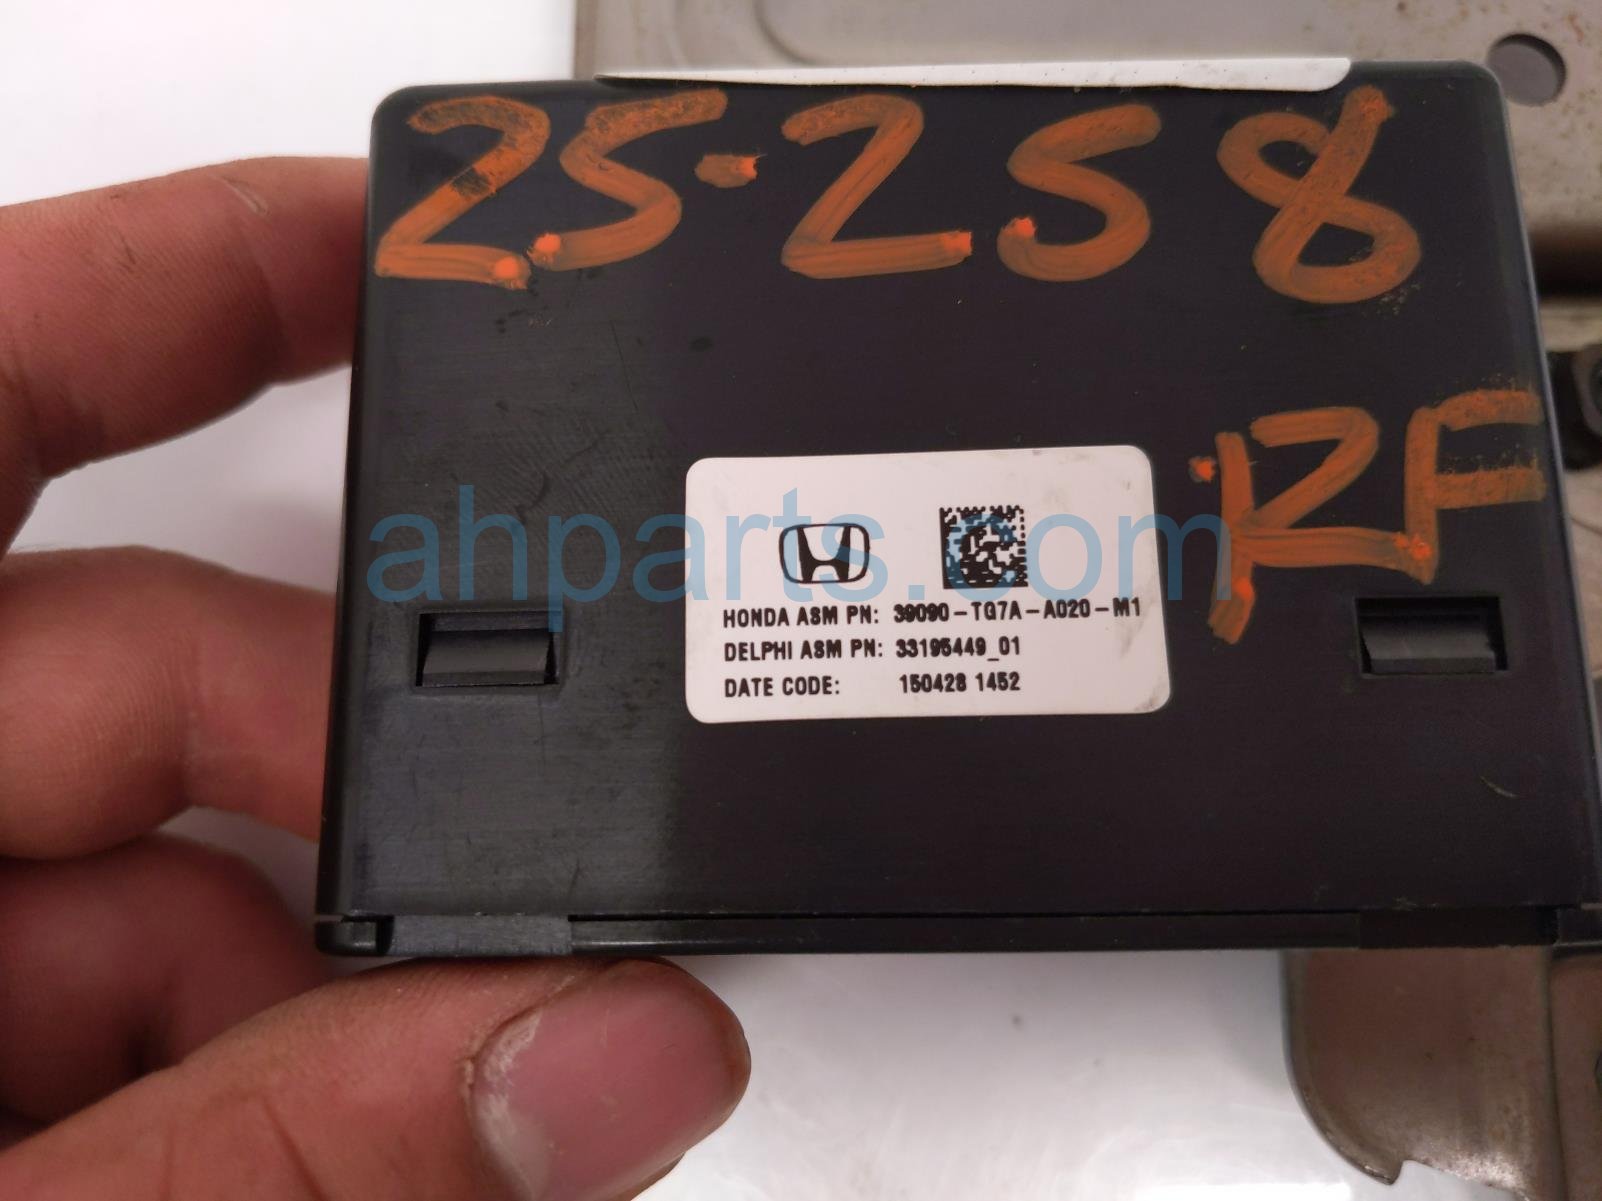 25-258
RF
ahparts.com
HONDA ASM PN: 39090-TG7A-A020-M1
DELPHI ASM PN: 33195449_01
DATE CODE: 150428 1452